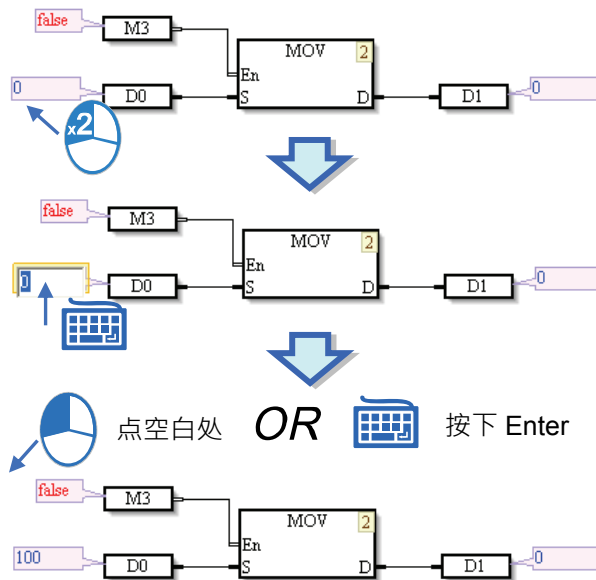 false
M3
MOV
2
En
0
D0
S
D
D1
0
x2
false
M3
MOV
2
En
0
D0
S
D
D1
0
点空白处
OR
按下 Enter
false
M3
MOV
2
En
100
D0
S
D
D1
0